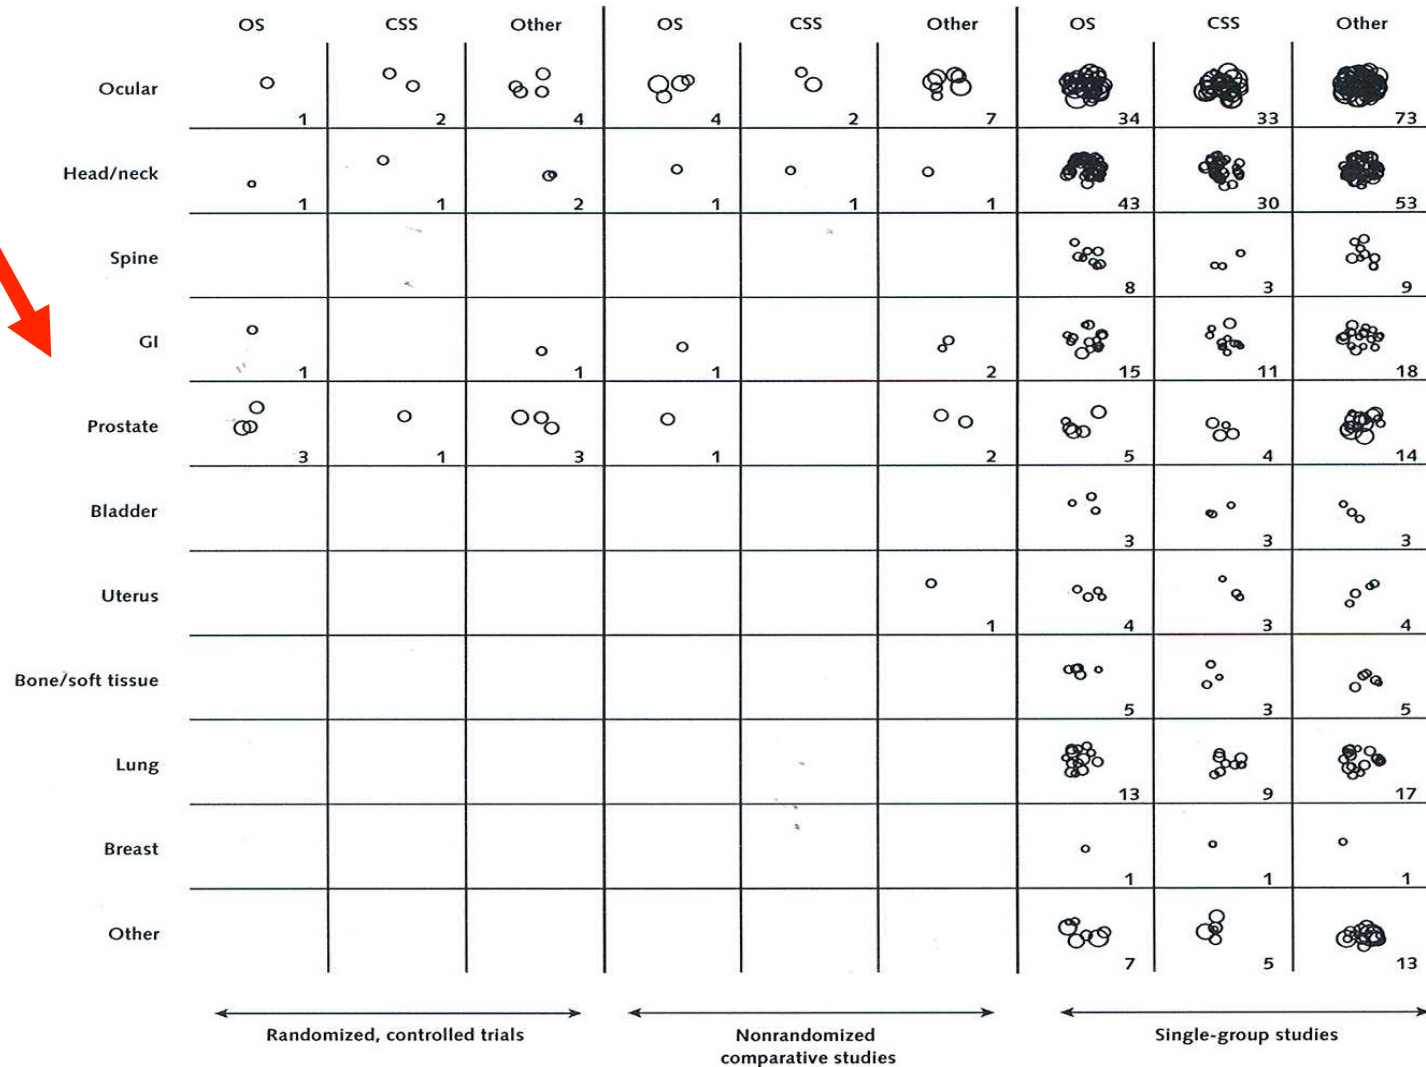 OS CSS Other OS CSS Other OS CSS Other
Ocular 1 2 4 4 2 7 34 33 73
Head/neck 1 1 2 1 1 1 43 30 53
Spine 8 3 9
GI 1 1 1 2 15 11 18
Prostate 3 1 3 1 2 5 4 14
Bladder 3 3 3
Uterus 1 4 3 4
Bone/soft tissue 5 3 5
Lung 13 9 17
Breast 1 1 1
Other 7 5 13
Randomized, controlled trials Nonrandomized Single-group studies
comparative studies